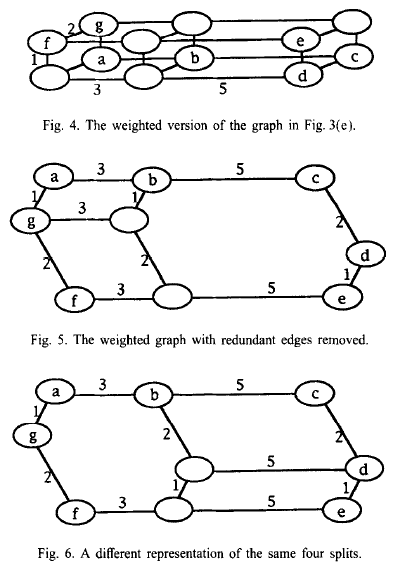 2 g
f e
1 a b c
d
3 5
Fig. 4. The weighted version of the graph in Fig. 3(e).
a 3 b 5 c
1 3 1
g 2
d
2 2 1
f 3 5 e
Fig. 5. The weighted graph with redundant edges removed.
a 3 b 5 c
1
g 2 2
5 d
2 1 1
f 3 5 e
Fig. 6. A different representation of the same four splits.